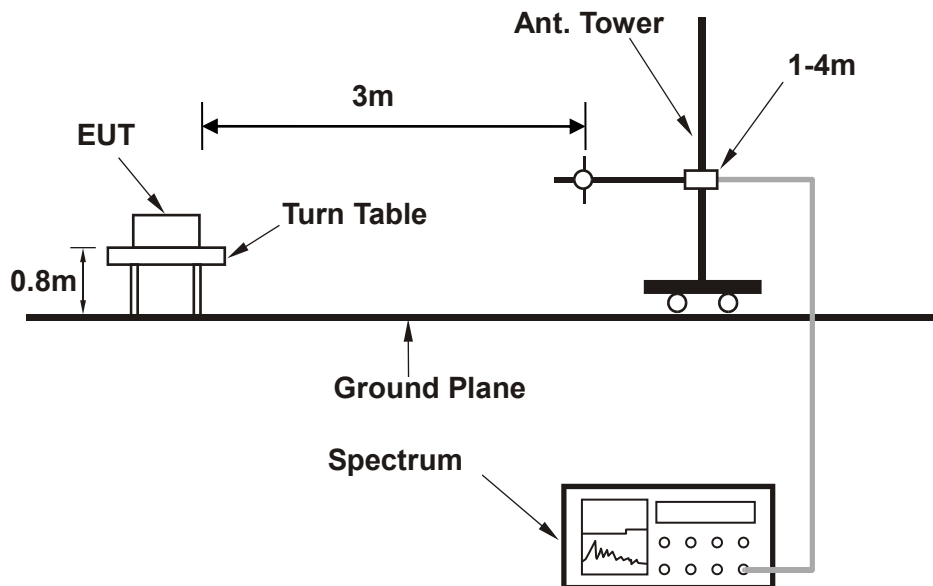 Ant. Tower
1-4m
3m
EUT
Turn Table
0.8m
Ground Plane
Spectrum